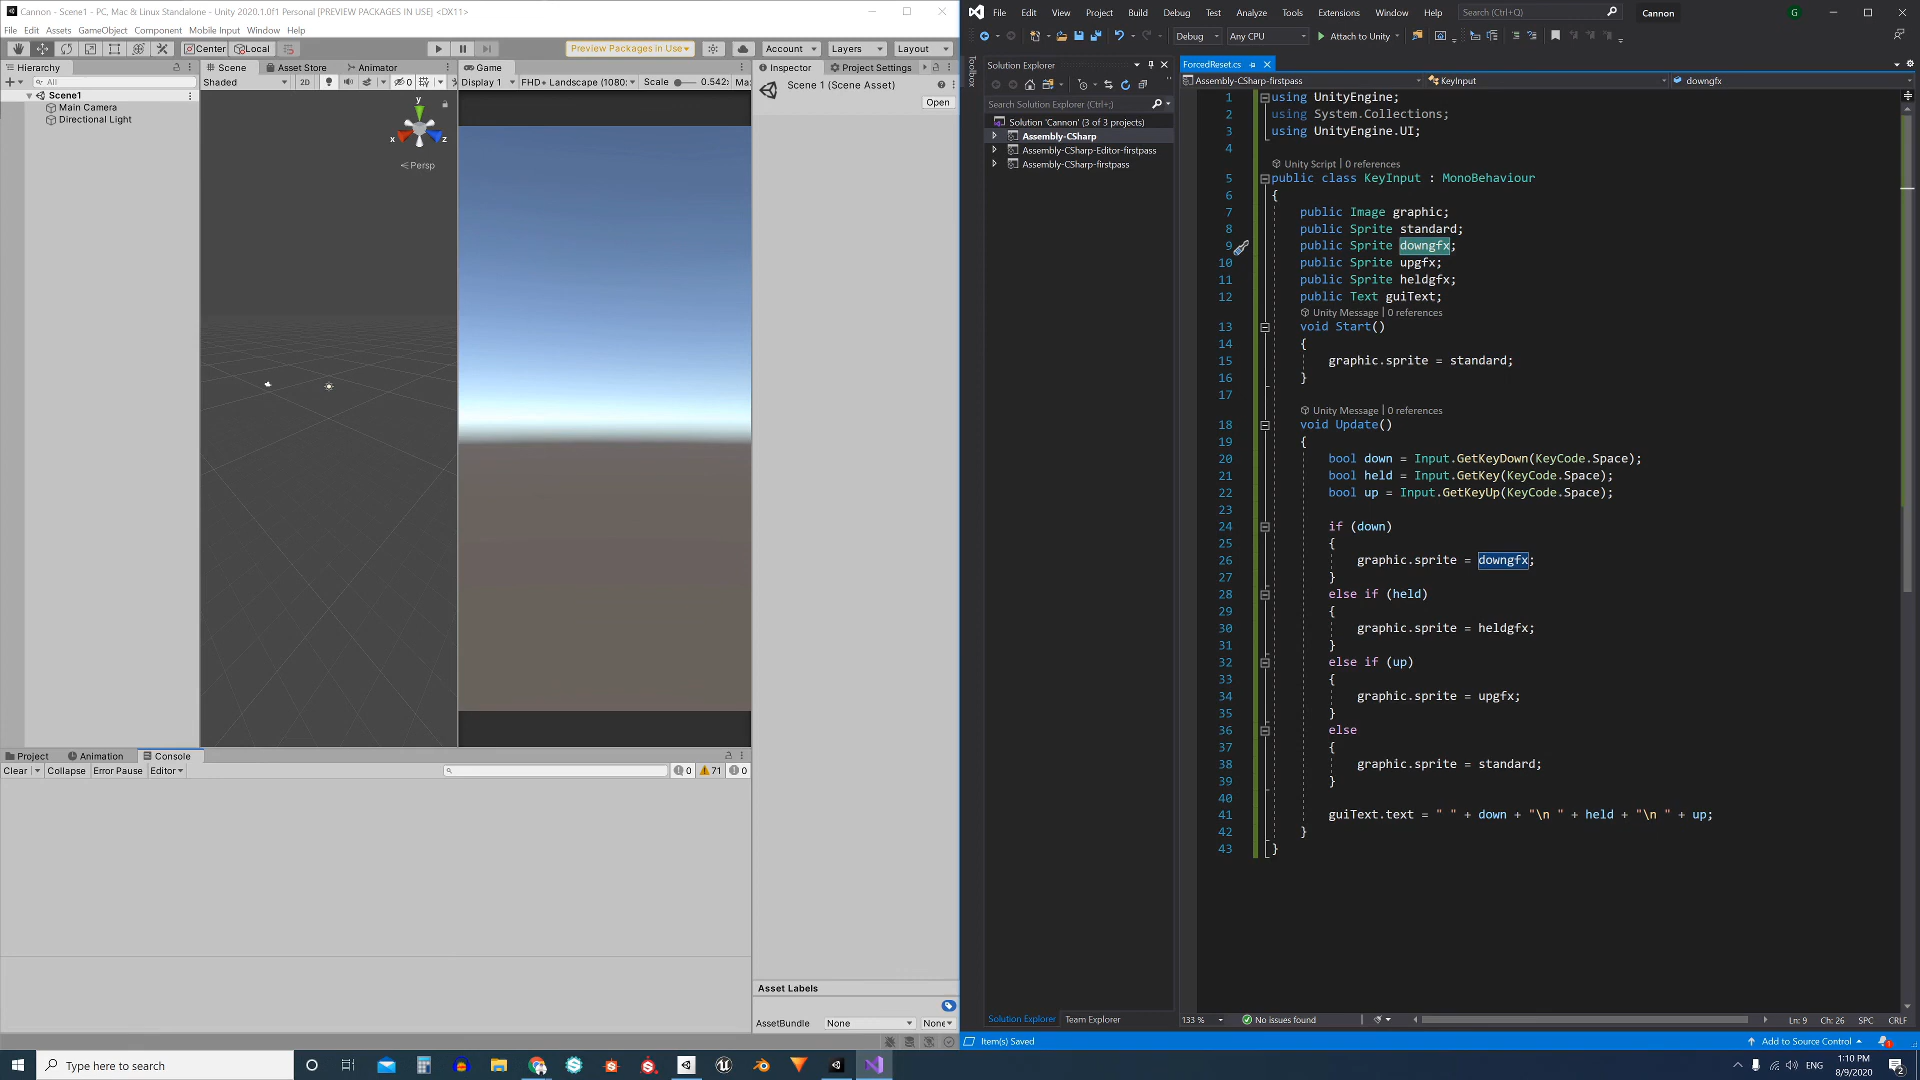 Cannon - Scene1 - PC, Mac & Linux Standalone - Unity 2020.1.0f1 Personal [PREVIEW PACKAGES IN USE] <DX11>
File Edit Assets GameObject Component Mobile Input Window Help
Center Local Preview Packages in Use Account Layers Layout
Hierarchy
All
Scene1
Main Camera
Directional Light
Scene Asset Store Animator
Shaded 2D 0
y
x z
Persp
Game
Display 1 FHD+ Landscape (1080: Scale 0.542: Ma
Inspector Project Settings
Scene 1 (Scene Asset)
Open
Project Animation Console
Clear Collapse Error Pause Editor 0 71 0
Asset Labels
AssetBundle None None
File Edit View Project Build Debug Test Analyze Tools Extensions Window Help Search (Ctrl+Q) Cannon G
Debug Any CPU Attach to Unity
Toolbox
Solution Explorer
Search Solution Explorer (Ctrl+;)
Solution 'Cannon' (3 of 3 projects)
Assembly-CSharp
Assembly-CSharp-Editor-firstpass
Assembly-CSharp-firstpass
Solution Explorer Team Explorer
ForcedReset.cs
Assembly-CSharp-firstpass KeyInput downgfx
1 using UnityEngine;
2 using System.Collections;
3 using UnityEngine.UI;
4
Unity Script | 0 references
5 public class KeyInput : MonoBehaviour
6 {
7 public Image graphic;
8 public Sprite standard;
9 public Sprite downgfx;
10 public Sprite upgfx;
11 public Sprite heldgfx;
12 public Text guiText;
Unity Message | 0 references
13 void Start()
14 {
15 graphic.sprite = standard;
16 }
17
Unity Message | 0 references
18 void Update()
19 {
20 bool down = Input.GetKeyDown(KeyCode.Space);
21 bool held = Input.GetKey(KeyCode.Space);
22 bool up = Input.GetKeyUp(KeyCode.Space);
23
24 if (down)
25 {
26 graphic.sprite = downgfx;
27 }
28 else if (held)
29 {
30 graphic.sprite = heldgfx;
31 }
32 else if (up)
33 {
34 graphic.sprite = upgfx;
35 }
36 else
37 {
38 graphic.sprite = standard;
39 }
40
41 guiText.text = " " + down + "\n " + held + "\n " + up;
42 }
43 }
133 % No issues found Ln: 9 Ch: 26 SPC CRLF
Item(s) Saved Add to Source Control
Type here to search
ENG
1:10 PM
8/9/2020
2